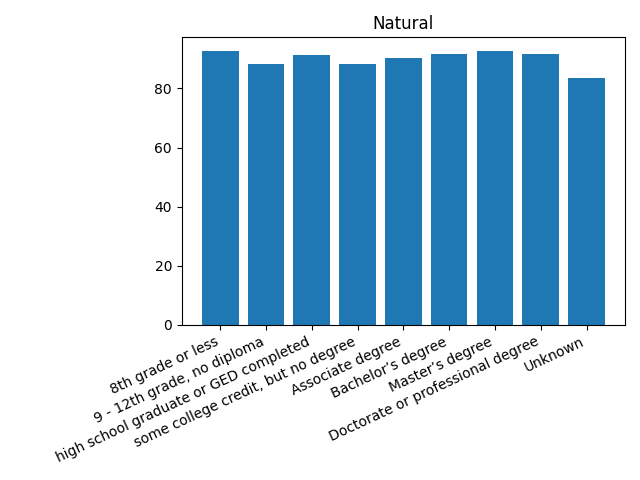 Natural
80
60
40
20
0
8th grade or less
9 - 12th grade, no diploma
high school graduate or GED completed
some college credit, but no degree
Associate degree
Bachelor’s degree
Master’s degree
Doctorate or professional degree
Unknown